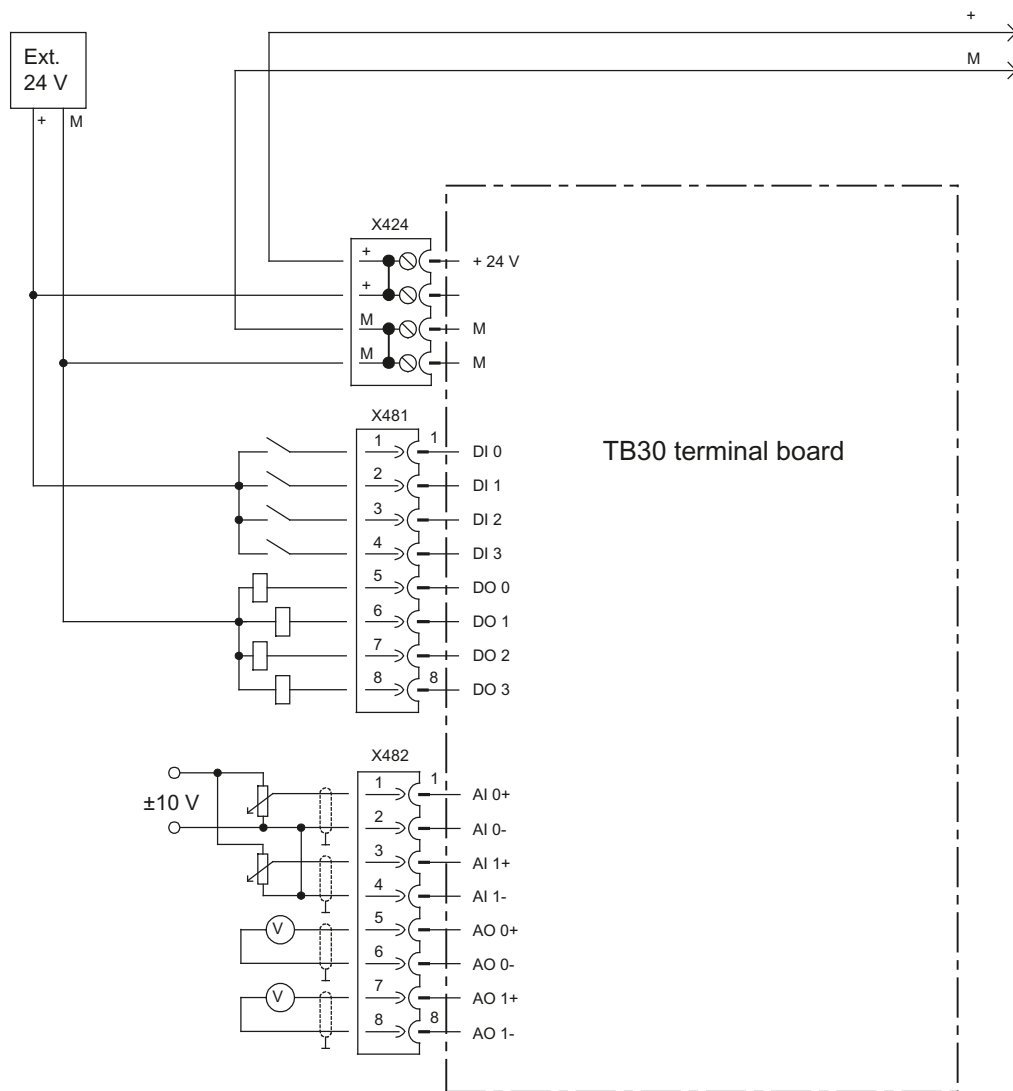 +
M
Ext.
24 V
+ M
X424
+ + 24 V
+
M M
M M
X481
1 1 DI 0
2 DI 1
3 DI 2
4 DI 3
5 DO 0
6 DO 1
7 DO 2
8 8 DO 3
TB30 terminal board
X482
±10 V
1 1 AI 0+
2 AI 0-
3 AI 1+
4 AI 1-
V 5 AO 0+
6 AO 0-
V 7 AO 1+
8 8 AO 1-